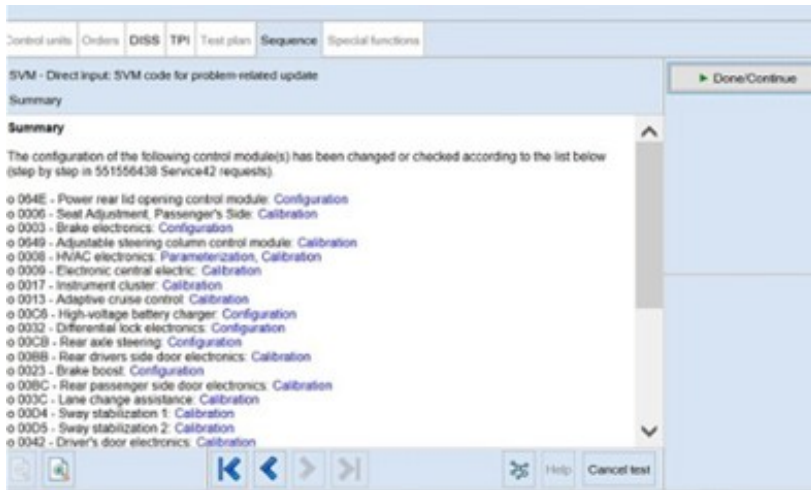 Control units Orders DISS TPI Test plan Sequence Special functions
SVM - Direct input: SVM code for problem-related update
Done/Continue
Summary
Summary
The configuration of the following control module(s) has been changed or checked according to the list below
(step by step in 551556438 Service42 requests).
o 064E - Power rear lid opening control module: Configuration
o 0006 - Seat Adjustment, Passenger's Side: Calibration
o 0003 - Brake electronics: Configuration
o 0649 - Adjustable steering column control module: Calibration
o 0008 - HVAC electronics: Parameterization, Calibration
o 0009 - Electronic central electric: Calibration
o 0017 - Instrument cluster: Calibration
o 0013 - Adaptive cruise control: Calibration
o 00C6 - High-voltage battery charger: Configuration
o 0032 - Differential lock electronics: Configuration
o 00CB - Rear axle steering: Configuration
o 00BB - Rear drivers side door electronics: Calibration
o 0023 - Brake boost: Configuration
o 00BC - Rear passenger side door electronics: Calibration
o 003C - Lane change assistance: Calibration
o 00D4 - Sway stabilization 1: Calibration
o 00D5 - Sway stabilization 2: Calibration
o 0042 - Driver's door electronics: Calibration
Help Cancel test